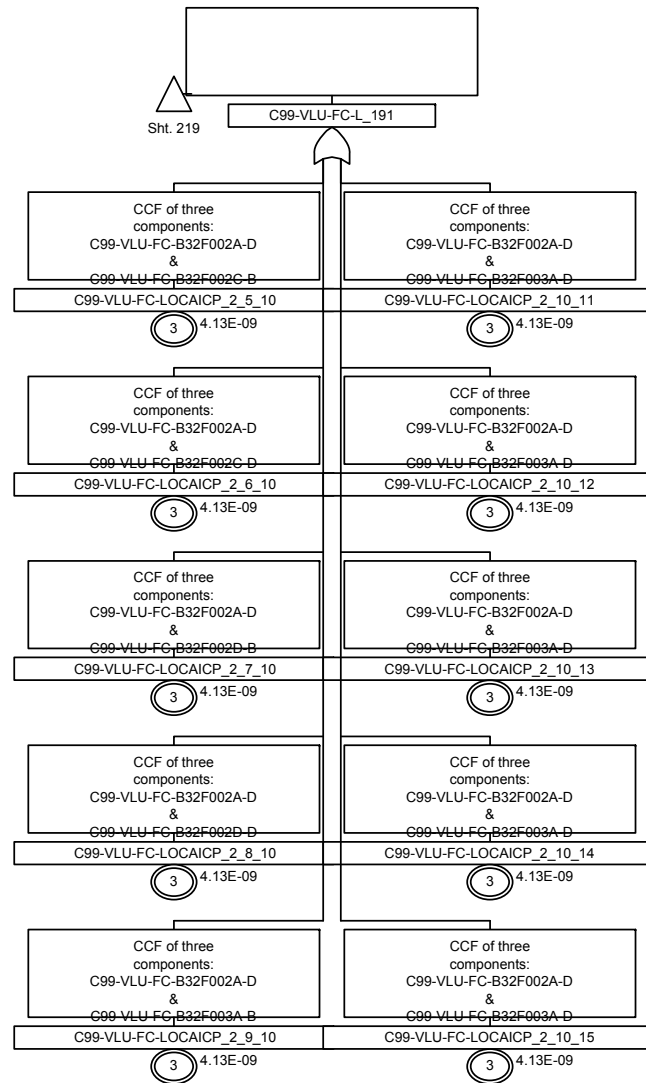 Sht. 219
C99-VLU-FC-L_191
CCF of three
components:
C99-VLU-FC-B32F002A-D
&
C99-VLU-FC-B32F002C-B
C99-VLU-FC-LOCAICP_2_5_10
3
4.13E-09
CCF of three
components:
C99-VLU-FC-B32F002A-D
&
C99-VLU-FC-B32F003A-D
C99-VLU-FC-LOCAICP_2_10_11
3
4.13E-09
CCF of three
components:
C99-VLU-FC-B32F002A-D
&
C99-VLU-FC-B32F002C-D
C99-VLU-FC-LOCAICP_2_6_10
3
4.13E-09
CCF of three
components:
C99-VLU-FC-B32F002A-D
&
C99-VLU-FC-B32F003A-D
C99-VLU-FC-LOCAICP_2_10_12
3
4.13E-09
CCF of three
components:
C99-VLU-FC-B32F002A-D
&
C99-VLU-FC-B32F002D-B
C99-VLU-FC-LOCAICP_2_7_10
3
4.13E-09
CCF of three
components:
C99-VLU-FC-B32F002A-D
&
C99-VLU-FC-B32F003A-D
C99-VLU-FC-LOCAICP_2_10_13
3
4.13E-09
CCF of three
components:
C99-VLU-FC-B32F002A-D
&
C99-VLU-FC-B32F002D-D
C99-VLU-FC-LOCAICP_2_8_10
3
4.13E-09
CCF of three
components:
C99-VLU-FC-B32F002A-D
&
C99-VLU-FC-B32F003A-D
C99-VLU-FC-LOCAICP_2_10_14
3
4.13E-09
CCF of three
components:
C99-VLU-FC-B32F002A-D
&
C99-VLU-FC-B32F003A-B
C99-VLU-FC-LOCAICP_2_9_10
3
4.13E-09
CCF of three
components:
C99-VLU-FC-B32F002A-D
&
C99-VLU-FC-B32F003A-D
C99-VLU-FC-LOCAICP_2_10_15
3
4.13E-09